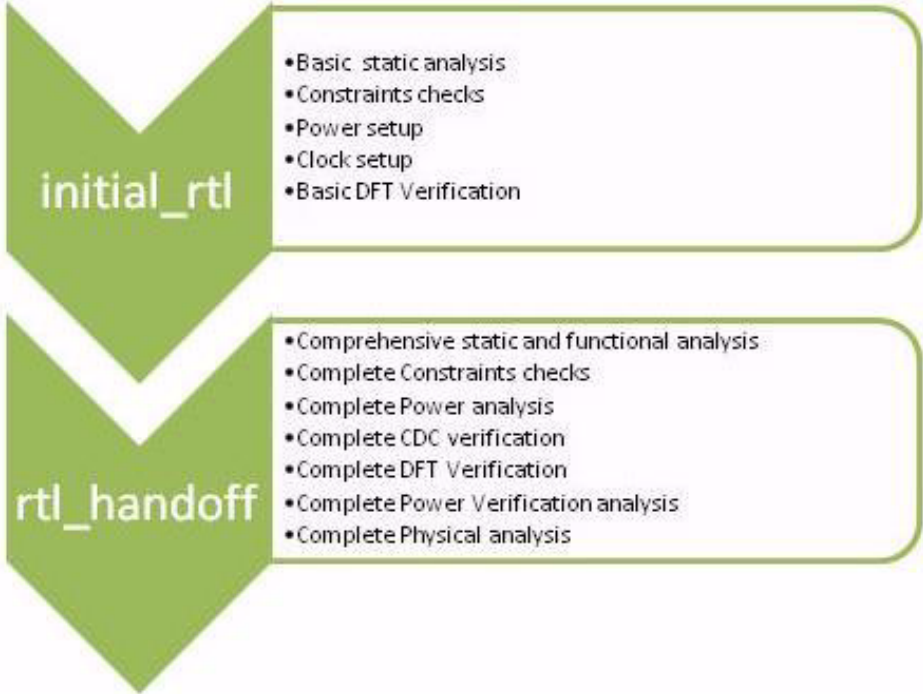 initial_rtl
•Basic static analysis
•Constraints checks
•Power setup
•Clock setup
•Basic DFT Verification
rtl_handoff
•Comprehensive static and functional analysis
•Complete Constraints checks
•Complete Power analysis
•Complete CDC verification
•Complete DFT Verification
•Complete Power Verification analysis
•Complete Physical analysis